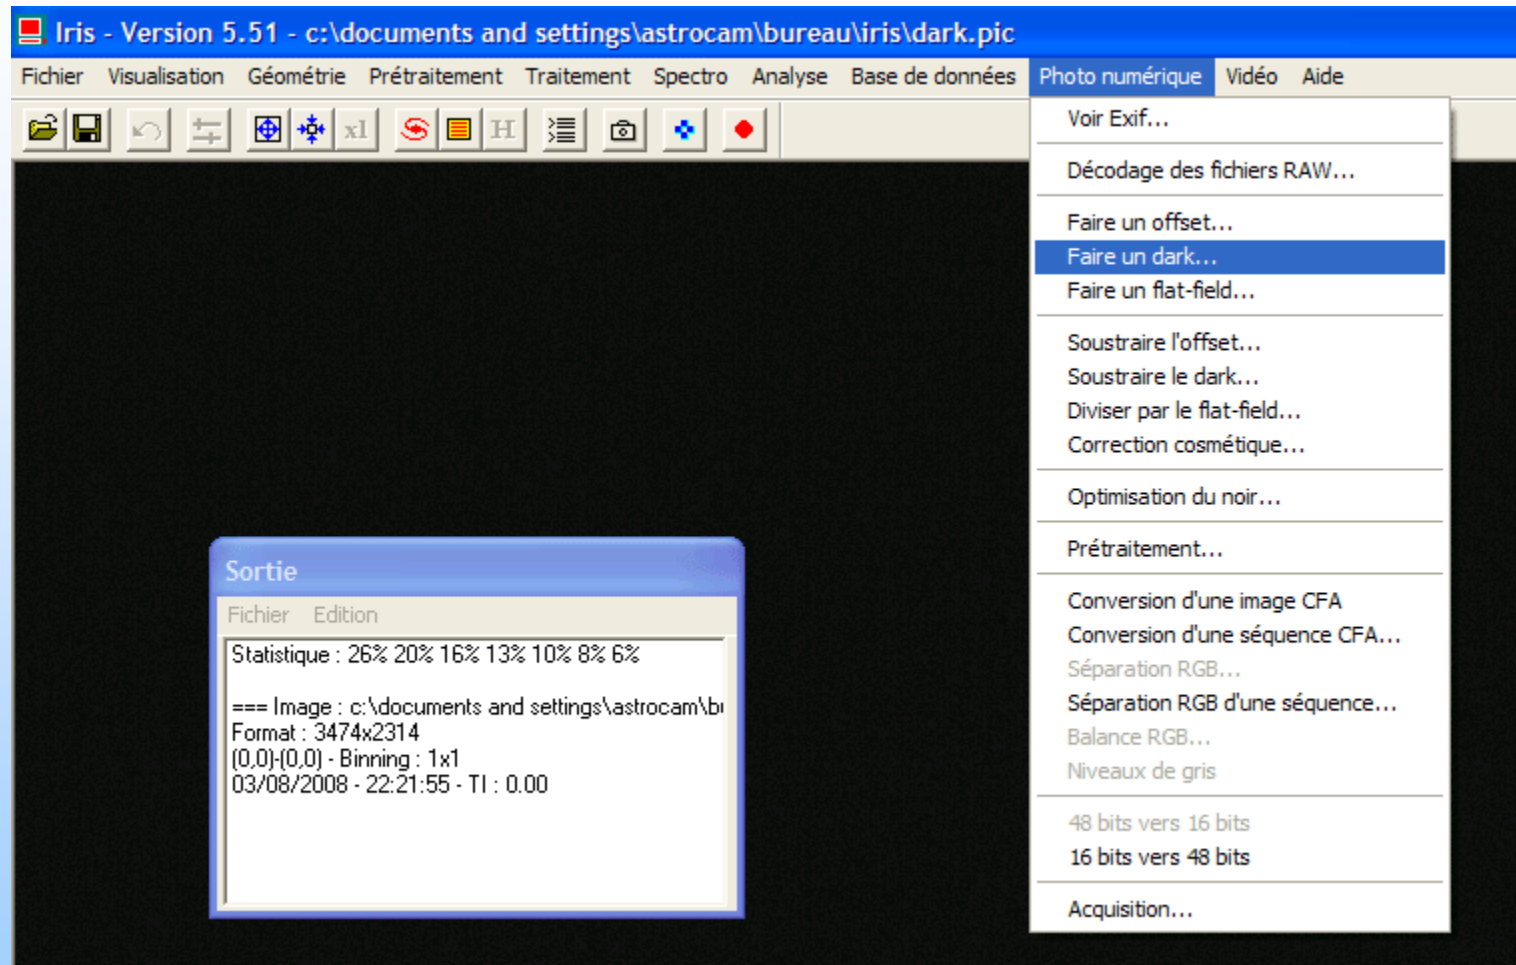 Iris - Version 5.51 - c:\documents and settings\astrocam\bureau\iris\dark.pic
Fichier Visualisation Géométrie Prétraitement Traitement Spectro Analyse Base de données Photo numérique Vidéo Aide
x1 H
Voir Exif...
Décodage des fichiers RAW...
Faire un offset...
Faire un dark...
Faire un flat-field...
Soustraire l'offset...
Soustraire le dark...
Diviser par le flat-field...
Correction cosmétique...
Optimisation du noir...
Prétraitement...
Conversion d'une image CFA
Conversion d'une séquence CFA...
Séparation RGB...
Séparation RGB d'une séquence...
Balance RGB...
Niveaux de gris
48 bits vers 16 bits
16 bits vers 48 bits
Acquisition...
Sortie
Fichier Edition
Statistique : 26% 20% 16% 13% 10% 8% 6%
=== Image : c:\documents and settings\astrocam\b
Format : 3474x2314
(0,0)-(0,0) - Binning : 1x1
03/08/2008 - 22:21:55 - TI : 0.00